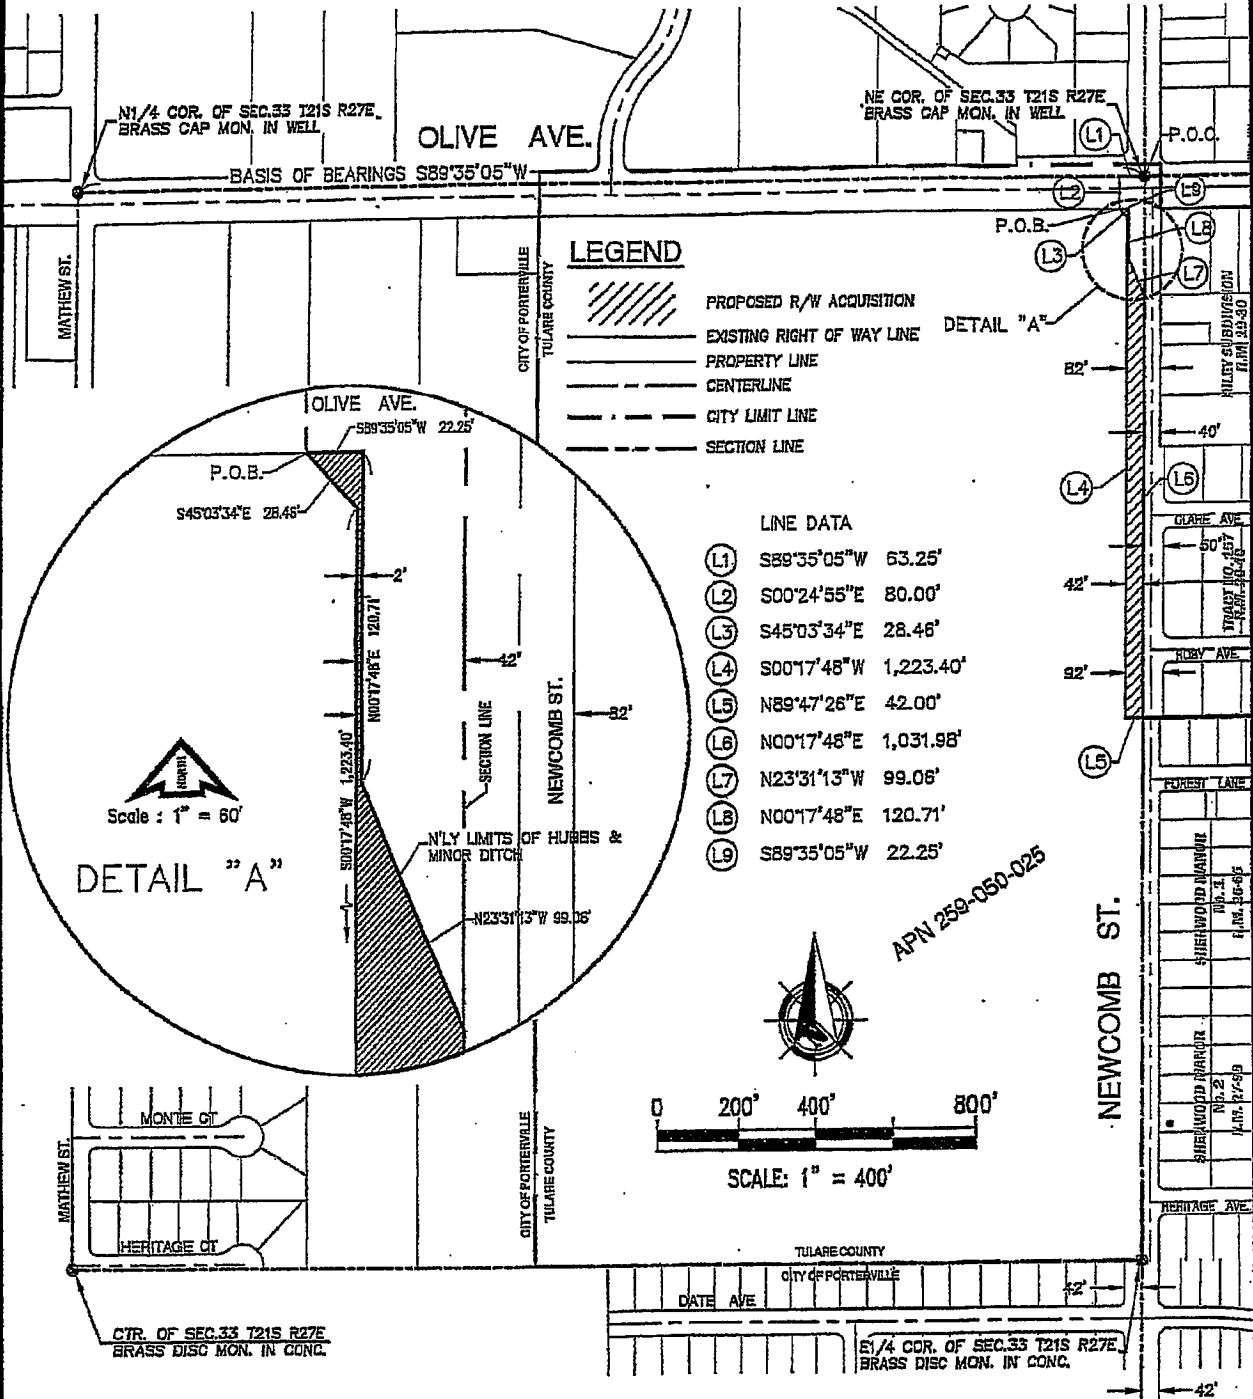 N1/4 COR. OF SEC.33 T21S R27E
BRASS CAP MON. IN WELL
OLIVE AVE.
BASIS OF BEARINGS S89°35'05"W
NE COR. OF SEC.33 T21S R27E
BRASS CAP MON. IN WELL
L1
P.O.C.
L2
L9
P.O.B.
L8
L3
L7
DETAIL "A"
MATHEW ST.
CITY OF PORTERVILLE
TULARE COUNTY
LEGEND
PROPOSED R/W ACQUISITION
EXISTING RIGHT OF WAY LINE
PROPERTY LINE
CENTERLINE
CITY LIMIT LINE
SECTION LINE
82'
40'
L4
L6
50'
42'
92'
L5
CLARE AVE
ROBY AVE
FOREST LANE
OLIVE AVE.
S89°35'05"W 22.25'
P.O.B.
S45°03'34"E 28.46'
2'
N00°17'48"E 120.71'
42'
82'
S00°17'48"W 1,223.40'
SECTION LINE
NEWCOMB ST.
NORTH
Scale : 1" = 60'
DETAIL "A"
N'LY LIMITS OF HUBBS &
MINOR DITCH
N23°31'13"W 99.06'
LINE DATA
L1 S89°35'05"W 63.25'
L2 S00°24'55"E 80.00'
L3 S45°03'34"E 28.46'
L4 S00°17'48"W 1,223.40'
L5 N89°47'26"E 42.00'
L6 N00°17'48"E 1,031.98'
L7 N23°31'13"W 99.06'
L8 N00°17'48"E 120.71'
L9 S89°35'05"W 22.25'
APN 259-050-025
NEWCOMB ST.
SHERWOOD MANOR
SHERWOOD MANOR
No.2
HERITAGE AVE.
0 200' 400' 800'
SCALE: 1" = 400'
MONTE CT
MATHEW ST.
HERITAGE CT
CITY OF PORTERVILLE
TULARE COUNTY
TULARE COUNTY
CITY OF PORTERVILLE
DATE AVE
42'
CTR. OF SEC.33 T21S R27E
BRASS DISC MON. IN CONC.
E1/4 COR. OF SEC.33 T21S R27E
BRASS DISC MON. IN CONC.
42'